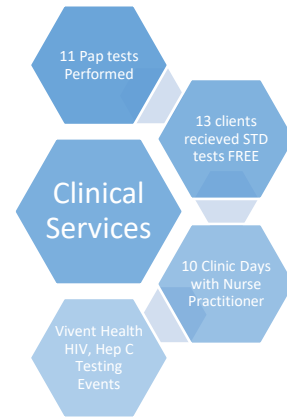 11 Pap tests
Performed
13 clients
recieved STD
tests FREE
Clinical
Services
10 Clinic Days
with Nurse
Practitioner
Vivent Health
HIV, Hep C
Testing
Events